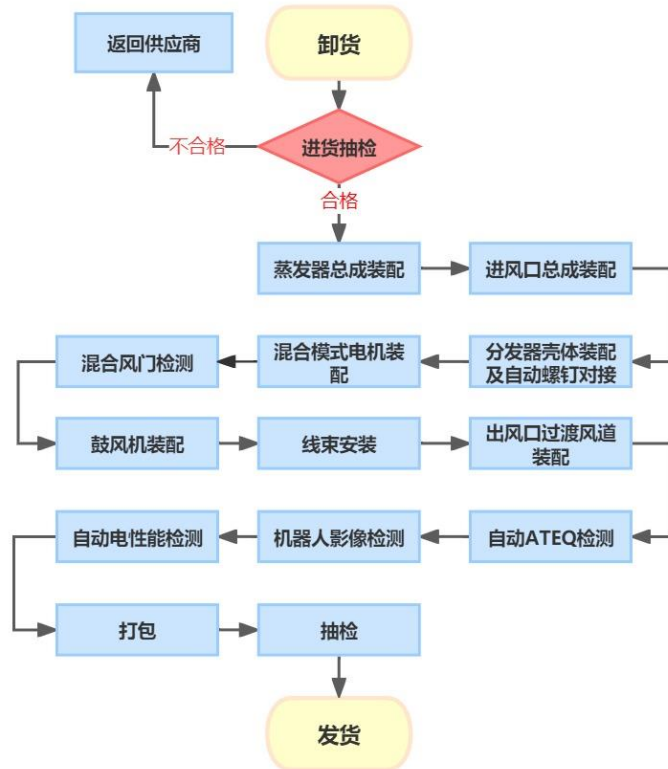 返回供应商
卸货
不合格
进货抽检
合格
蒸发器总成装配
进风口总成装配
混合风门检测
混合模式电机装
配
分发器壳体装配
及自动螺钉对接
鼓风机装配
线束安装
出风口过渡风道
装配
自动电性能检测
机器人影像检测
自动ATEQ检测
打包
抽检
发货